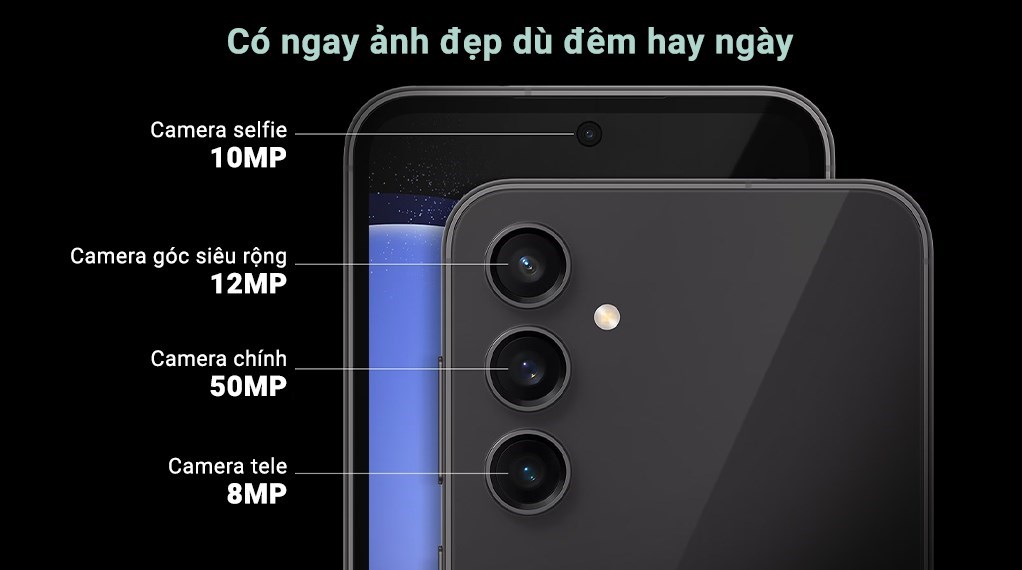 Có ngay ảnh đẹp dù đêm hay ngày
Camera selfie
10MP
Camera góc siêu rộng
12MP
Camera chính
50MP
Camera tele
8MP